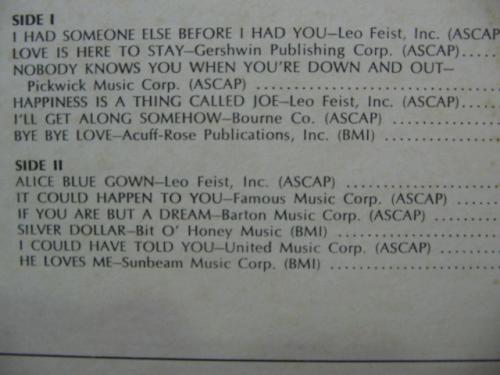 SIDE I
I HAD SOMEONE ELSE BEFORE I HAD YOU—Leo Feist, Inc. (ASCAP
LOVE IS HERE TO STAY—Gershwin Publishing Corp. (ASCAP).....
NOBODY KNOWS YOU WHEN YOU'RE DOWN AND OUT—
Pickwick Music Corp. (ASCAP) ................................
HAPPINESS IS A THING CALLED JOE—Leo Feist, Inc. (ASCAP)....
I'LL GET ALONG SOMEHOW—Bourne Co. (ASCAP) ................
BYE BYE LOVE—Acuff-Rose Publications, Inc. (BMI) ................
SIDE II
ALICE BLUE GOWN—Leo Feist, Inc. (ASCAP) ......................
IT COULD HAPPEN TO YOU—Famous Music Corp. (ASCAP) .........
IF YOU ARE BUT A DREAM—Barton Music Corp. (ASCAP) ............
SILVER DOLLAR—Bit O' Honey Music (BMI) .......................
I COULD HAVE TOLD YOU—United Music Corp. (ASCAP) ..........
HE LOVES ME—Sunbeam Music Corp. (BMI) ......................